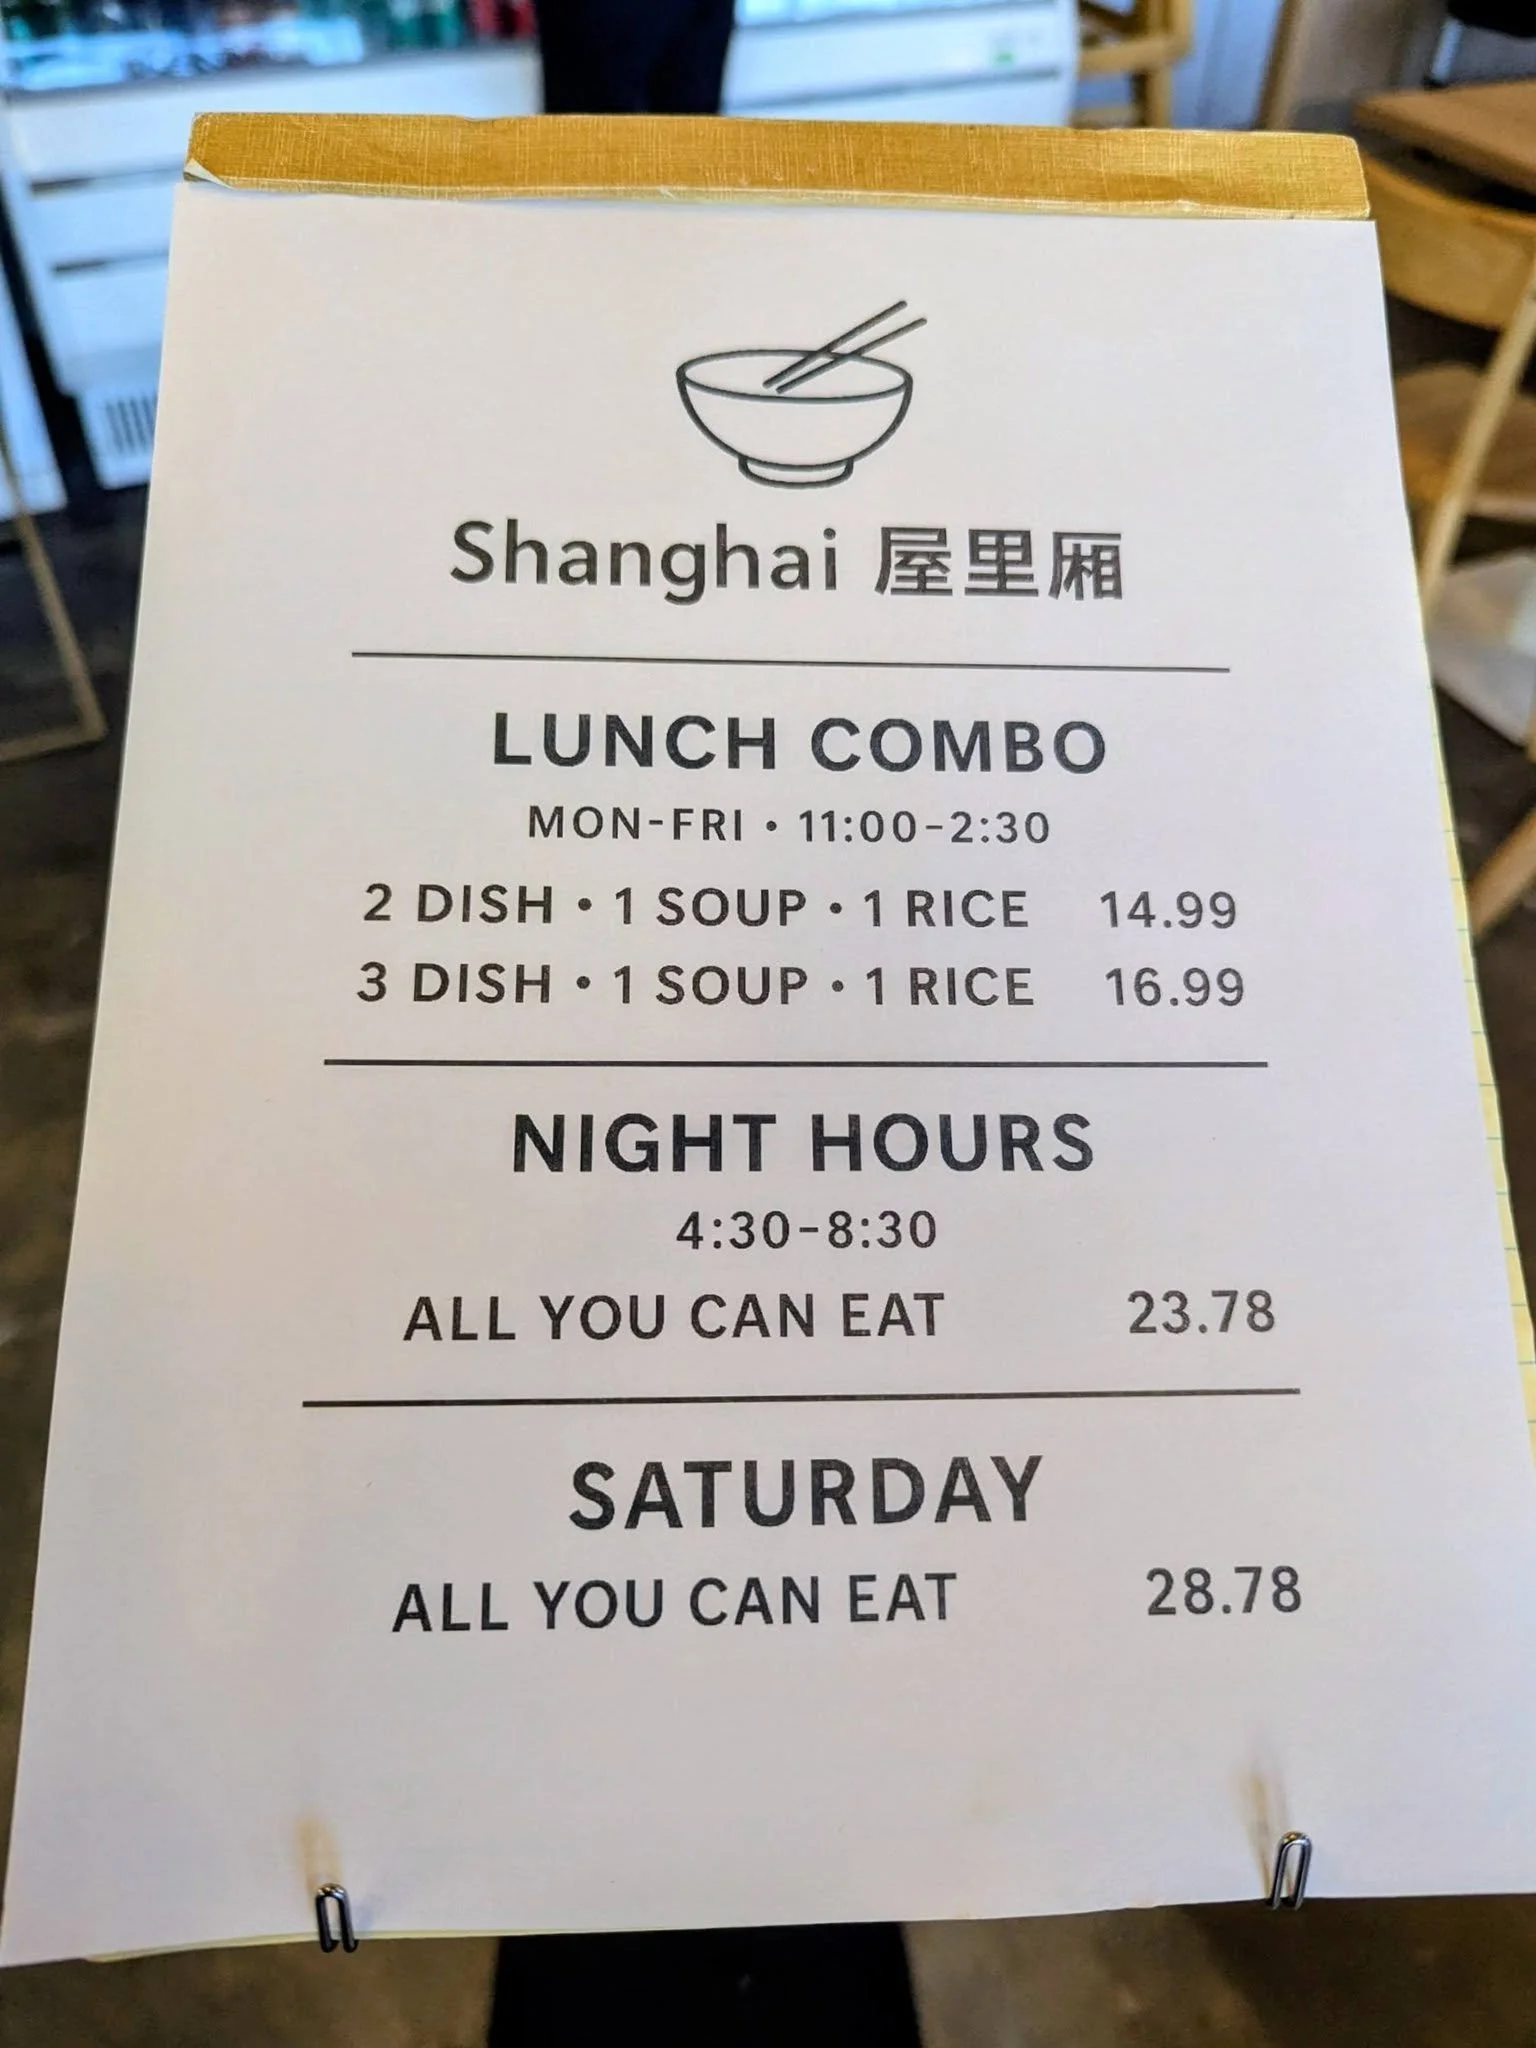 Shanghai 屋里厢
LUNCH COMBO
MON-FRI • 11:00-2:30
2 DISH • 1 SOUP • 1 RICE 14.99
3 DISH • 1 SOUP • 1 RICE 16.99
NIGHT HOURS
4:30-8:30
ALL YOU CAN EAT 23.78
SATURDAY
ALL YOU CAN EAT 28.78